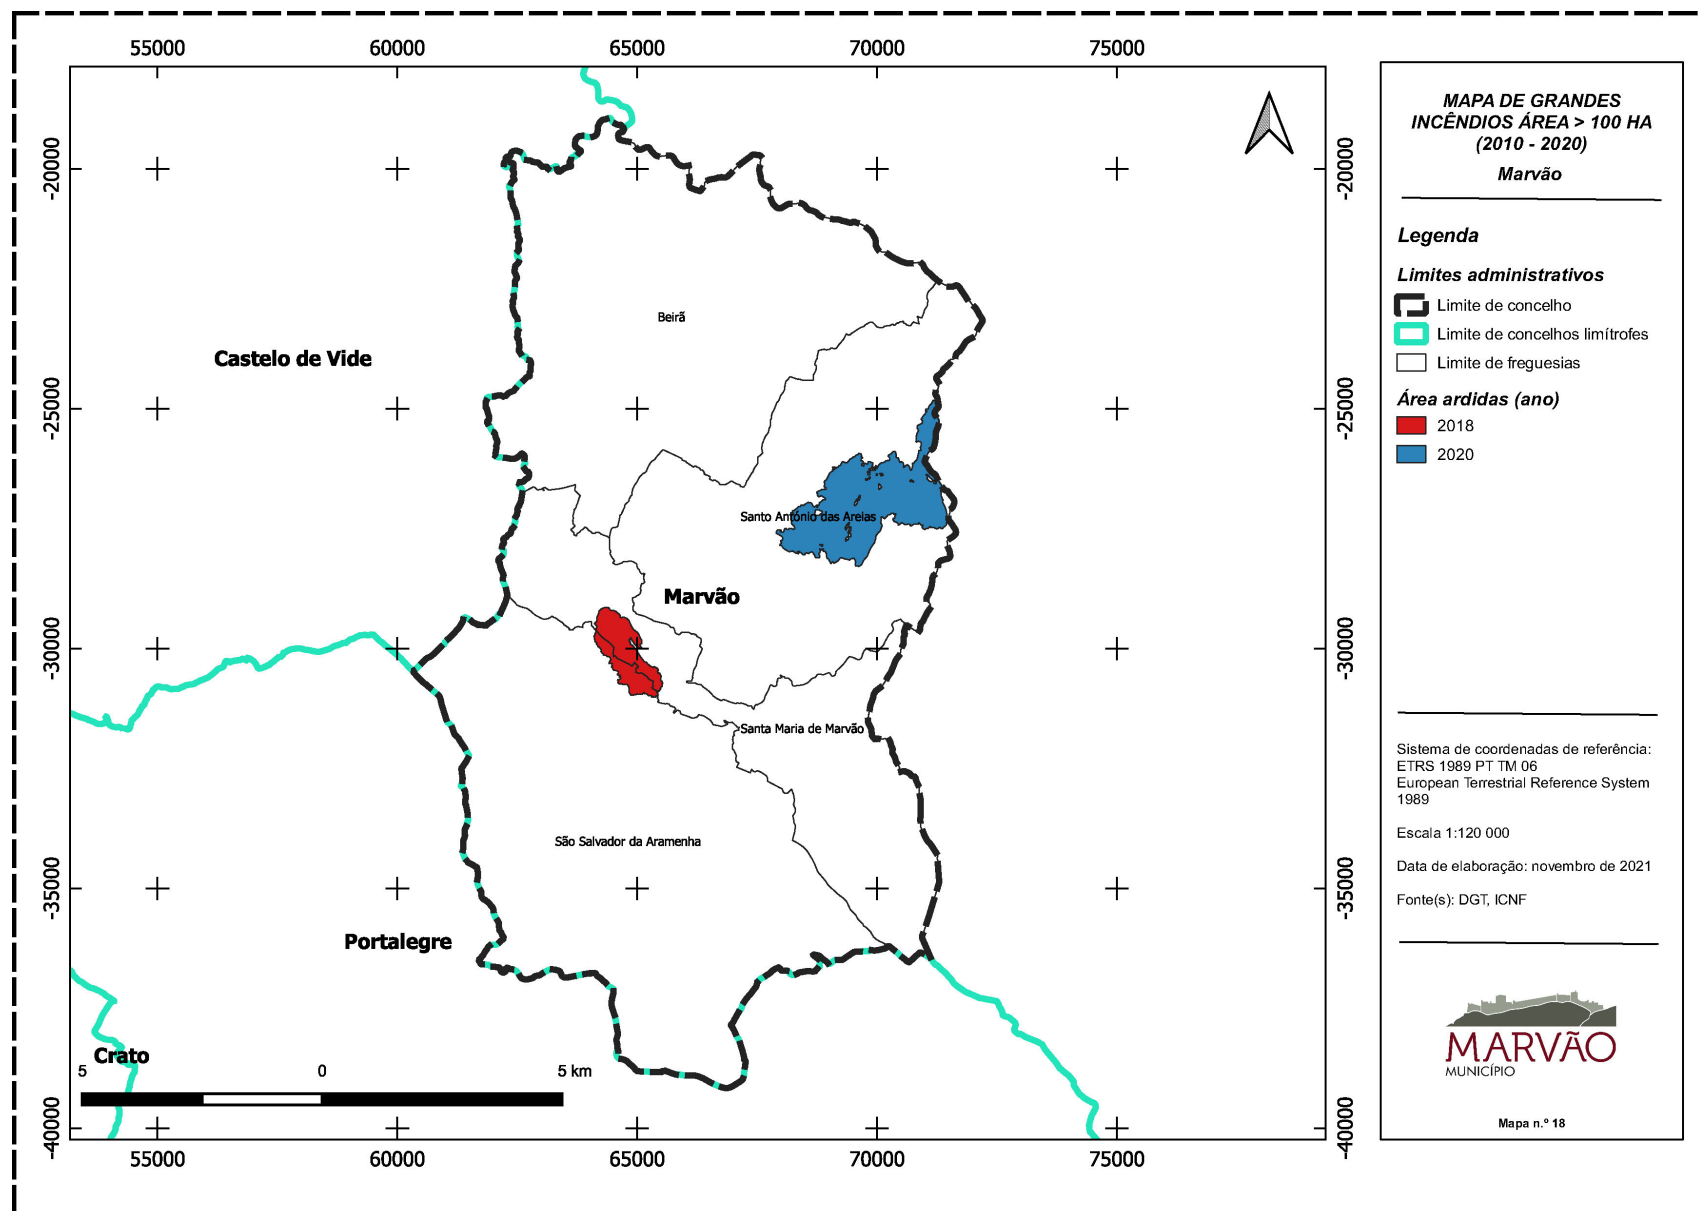 55000
60000
65000
70000
75000
-20000
-20000
Beirã
Castelo de Vide
-25000
-25000
Santo António das Areias
Marvão
-30000
-30000
Santa Maria de Marvão
São Salvador da Aramenha
-35000
-35000
Portalegre
Crato
5
0
5 km
-40000
-40000
55000
60000
65000
70000
75000
MAPA DE GRANDES
INCÊNDIOS ÁREA > 100 HA
(2010 - 2020)
Marvão
Legenda
Limites administrativos
Limite de concelho
Limite de concelhos limítrofes
Limite de freguesias
Área ardidas (ano)
2018
2020
Sistema de coordenadas de referência:
ETRS 1989 PT TM 06
European Terrestrial Reference System
1989
Escala 1:120 000
Data de elaboração: novembro de 2021
Fonte(s): DGT, ICNF
MARVÃO
MUNICÍPIO
Mapa n.º 18